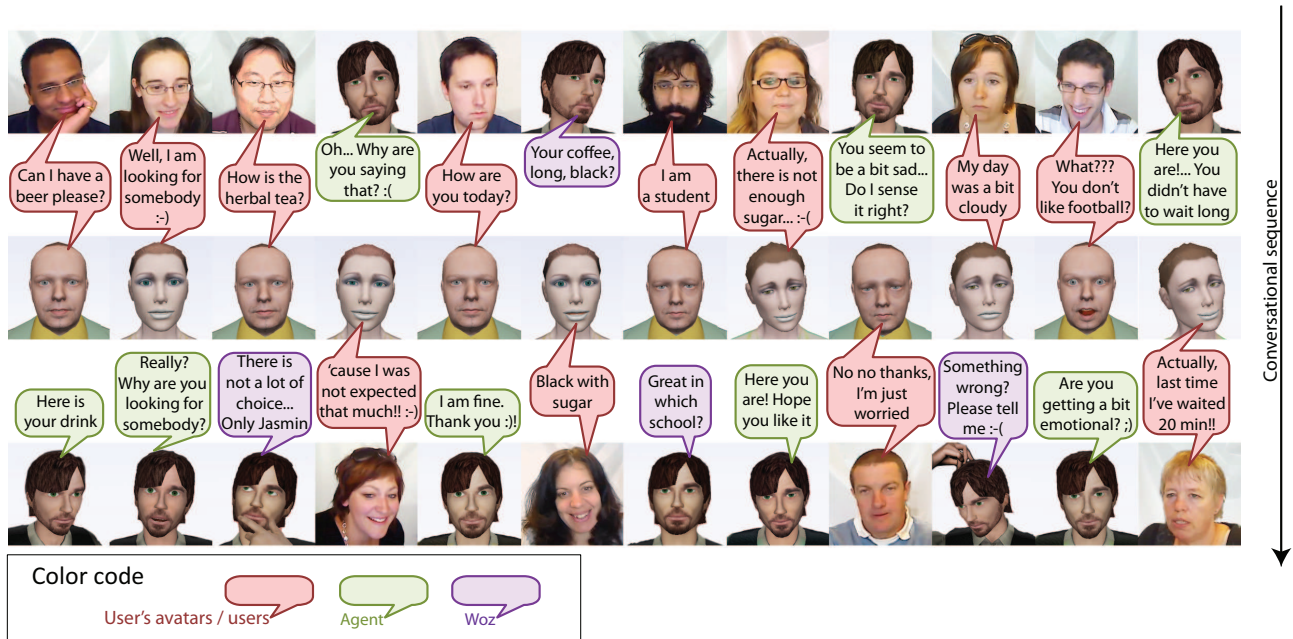 Can I have a
beer please?
Well, I am
looking for
somebody
:-)
How is the
herbal tea?
Oh... Why are
you saying
that? :(
How are
you today?
Your coffee,
long, black?
I am
a student
Actually,
there is not
enough
sugar... :-(
You seem to
be a bit sad...
Do I sense
it right?
My day
was a bit
cloudy
What???
You don't
like football?
Here you
are!... You
didn't have
to wait long
Here is
your drink
Really?
Why are you
looking for
somebody?
There is
not a lot of
choice...
Only Jasmin
'cause I was
not expected
that much!! :-)
I am fine.
Thank you :)!
Black with
sugar
Great in
which
school?
Here you
are! Hope
you like it
No no thanks,
I'm just
worried
Something
wrong?
Please tell
me :-(
Are you
getting a bit
emotional? ;)
Actually,
last time
I've waited
20 min!!
Conversational sequence
Color code
User's avatars / users
Agent
Woz